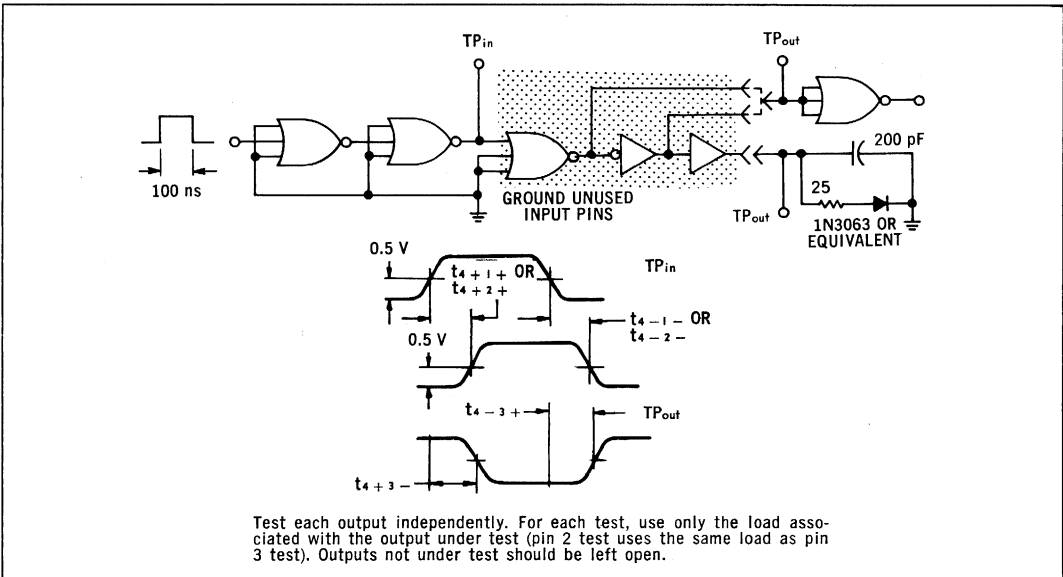 TPin
TPout
100 ns
GROUND UNUSED
INPUT PINS
200 pF
25
TPout
1N3063 OR
EQUIVALENT
0.5 V
t4 + 1 + OR
t4 + 2 +
TPin
0.5 V
t4 – 1 – OR
t4 – 2 –
t4 – 3 +
TPout
t4 + 3 –
Test each output independently. For each test, use only the load asso-
ciated with the output under test (pin 2 test uses the same load as pin
3 test). Outputs not under test should be left open.